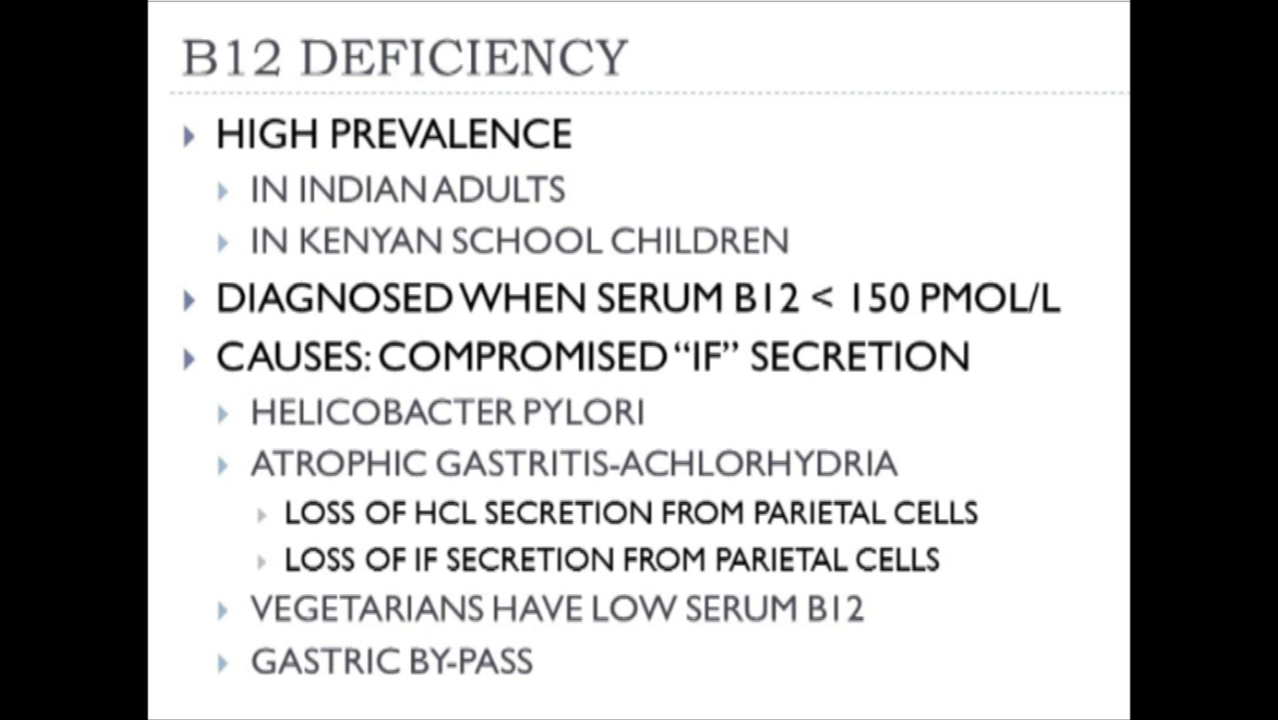 B12 DEFICIENCY
HIGH PREVALENCE
IN INDIAN ADULTS
IN KENYAN SCHOOL CHILDREN
DIAGNOSED WHEN SERUM B12 < 150 PMOL/L
CAUSES: COMPROMISED “IF” SECRETION
HELICOBACTER PYLORI
ATROPHIC GASTRITIS-ACHLORHYDRIA
LOSS OF HCL SECRETION FROM PARIETAL CELLS
LOSS OF IF SECRETION FROM PARIETAL CELLS
VEGETARIANS HAVE LOW SERUM B12
GASTRIC BY-PASS